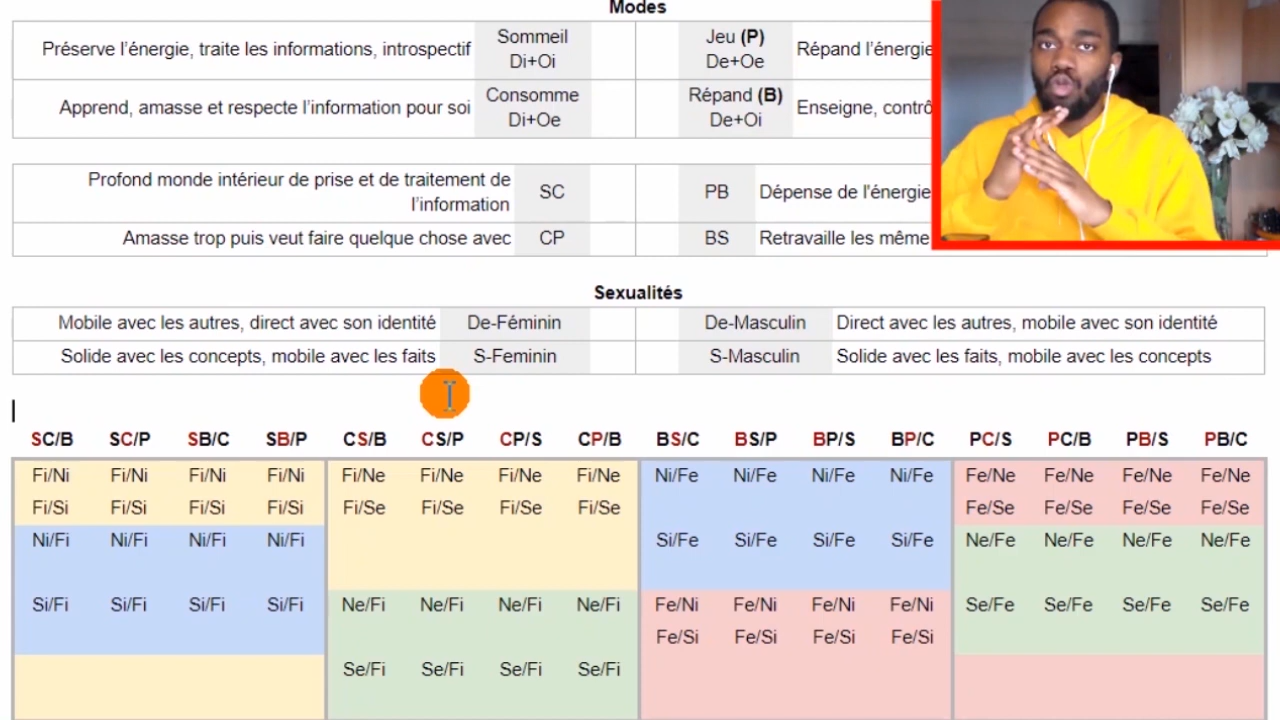 Modes
Préserve l'énergie, traite les informations, introspectif Sommeil Di+Oi Jeu (P) De+Oe Répand l'énergie
Apprend, amasse et respecte l'information pour soi Consomme Di+Oe Répand (B) De+Oi Enseigne, contrô
Profond monde intérieur de prise et de traitement de l'information SC PB Dépense de l'énergie
Amasse trop puis veut faire quelque chose avec CP BS Retravaille les même
Sexualités
Mobile avec les autres, direct avec son identité De-Féminin De-Masculin Direct avec les autres, mobile avec son identité
Solide avec les concepts, mobile avec les faits S-Feminin S-Masculin Solide avec les faits, mobile avec les concepts
SC/B SC/P SB/C SB/P CS/B CS/P CP/S CP/B BS/C BS/P BP/S BP/C PC/S PC/B PB/S PB/C
Fi/Ni Fi/Ni Fi/Ni Fi/Ni Fi/Ne Fi/Ne Fi/Ne Fi/Ne Ni/Fe Ni/Fe Ni/Fe Ni/Fe Fe/Ne Fe/Ne Fe/Ne Fe/Ne
Fi/Si Fi/Si Fi/Si Fi/Si Fi/Se Fi/Se Fi/Se Fi/Se Fe/Se Fe/Se Fe/Se Fe/Se
Ni/Fi Ni/Fi Ni/Fi Ni/Fi Si/Fe Si/Fe Si/Fe Si/Fe Ne/Fe Ne/Fe Ne/Fe Ne/Fe
Si/Fi Si/Fi Si/Fi Si/Fi Ne/Fi Ne/Fi Ne/Fi Ne/Fi Fe/Ni Fe/Ni Fe/Ni Fe/Ni Se/Fe Se/Fe Se/Fe Se/Fe
Fe/Si Fe/Si Fe/Si Fe/Si
Se/Fi Se/Fi Se/Fi Se/Fi